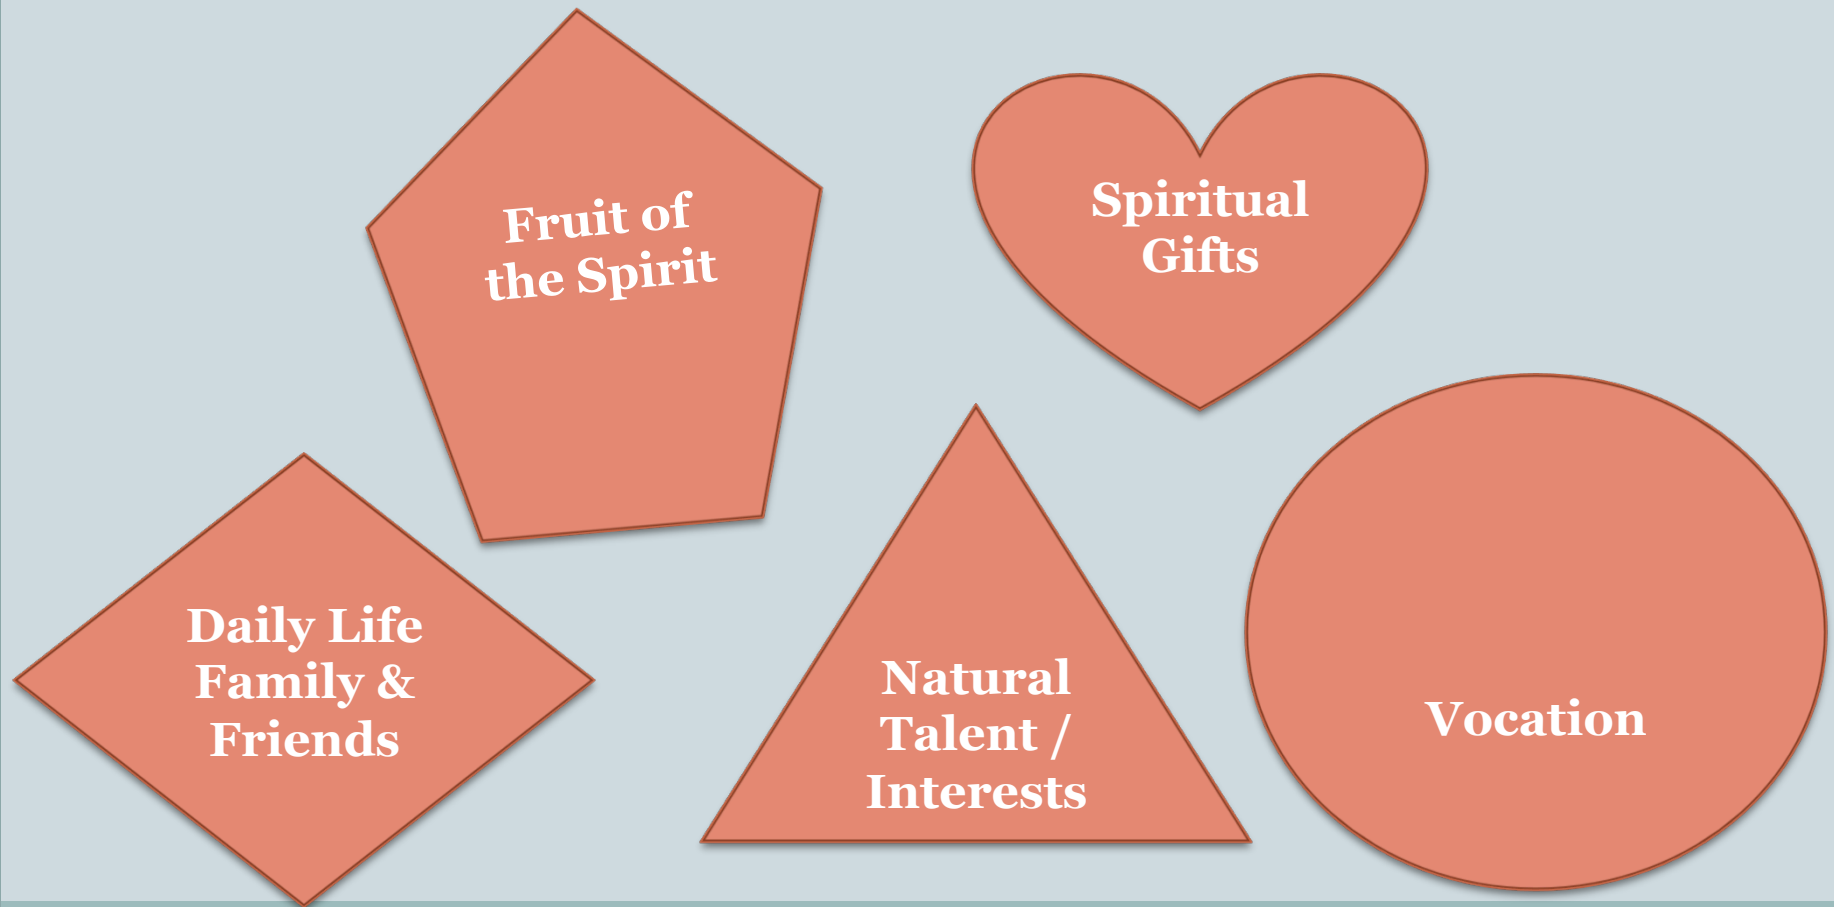 Fruit of
the Spirit
Spiritual
Gifts
Daily Life
Family &
Friends
Natural
Talent /
Interests
Vocation